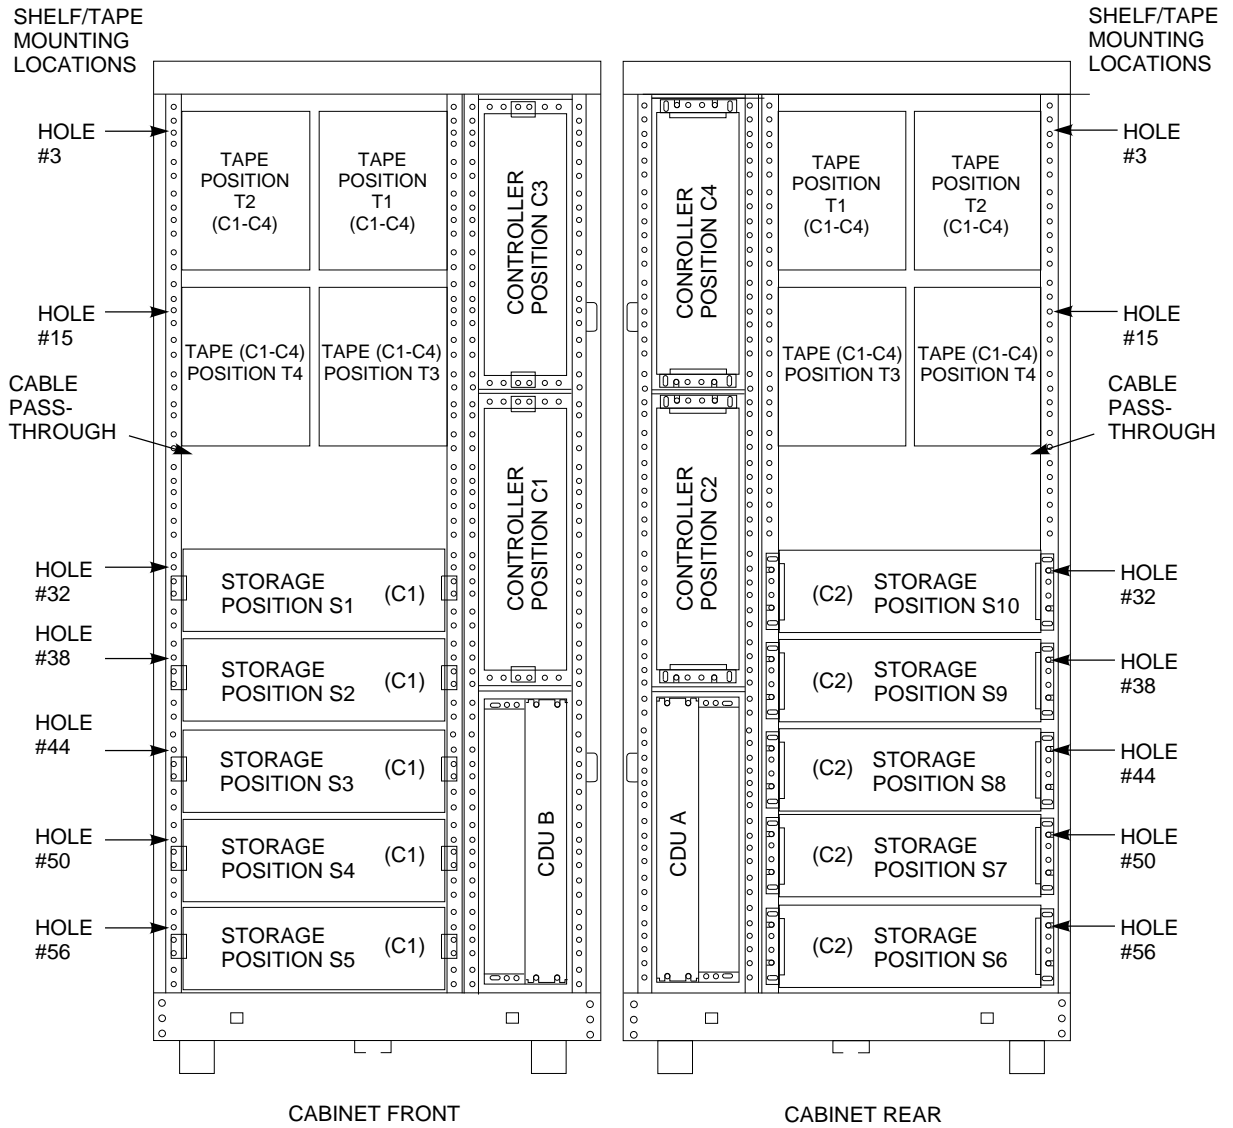 SHELF/TAPE
MOUNTING
LOCATIONS
HOLE
#3
HOLE
#15
CABLE
PASS-
THROUGH
HOLE
#32
HOLE
#38
HOLE
#44
HOLE
#50
HOLE
#56
TAPE
POSITION
T2
(C1-C4)
TAPE
POSITION
T1
(C1-C4)
TAPE (C1-C4)
POSITION T4
TAPE (C1-C4)
POSITION T3
STORAGE
POSITION S1
(C1)
STORAGE
POSITION S2
(C1)
STORAGE
POSITION S3
(C1)
STORAGE
POSITION S4
(C1)
STORAGE
POSITION S5
(C1)
CONTROLLER
POSITION C3
CONTROLLER
POSITION C1
CDU B
CABINET FRONT
CONROLLER
POSITION C4
CONTROLLER
POSITION C2
CDU A
TAPE
POSITION
T1
(C1-C4)
TAPE
POSITION
T2
(C1-C4)
TAPE (C1-C4)
POSITION T3
TAPE (C1-C4)
POSITION T4
(C2)
STORAGE
POSITION S10
(C2)
STORAGE
POSITION S9
(C2)
STORAGE
POSITION S8
(C2)
STORAGE
POSITION S7
(C2)
STORAGE
POSITION S6
SHELF/TAPE
MOUNTING
LOCATIONS
HOLE
#3
HOLE
#15
CABLE
PASS-
THROUGH
HOLE
#32
HOLE
#38
HOLE
#44
HOLE
#50
HOLE
#56
CABINET REAR